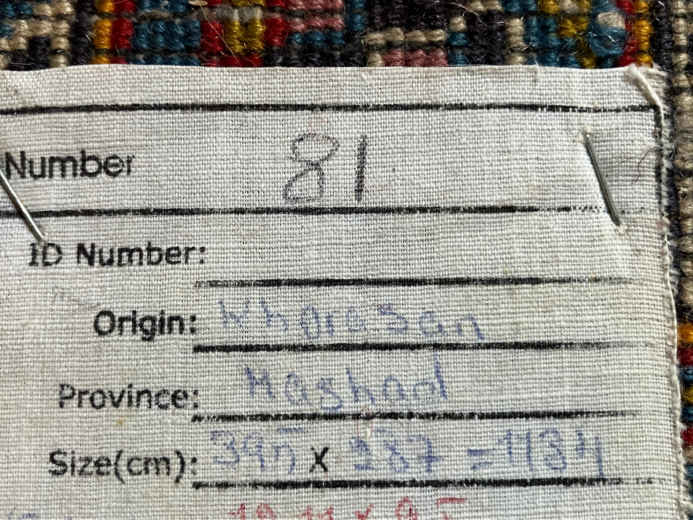 Number 81
ID Number:
Origin: Khorasan
Province: Mashad
Size(cm): 395 x 287 = 1134